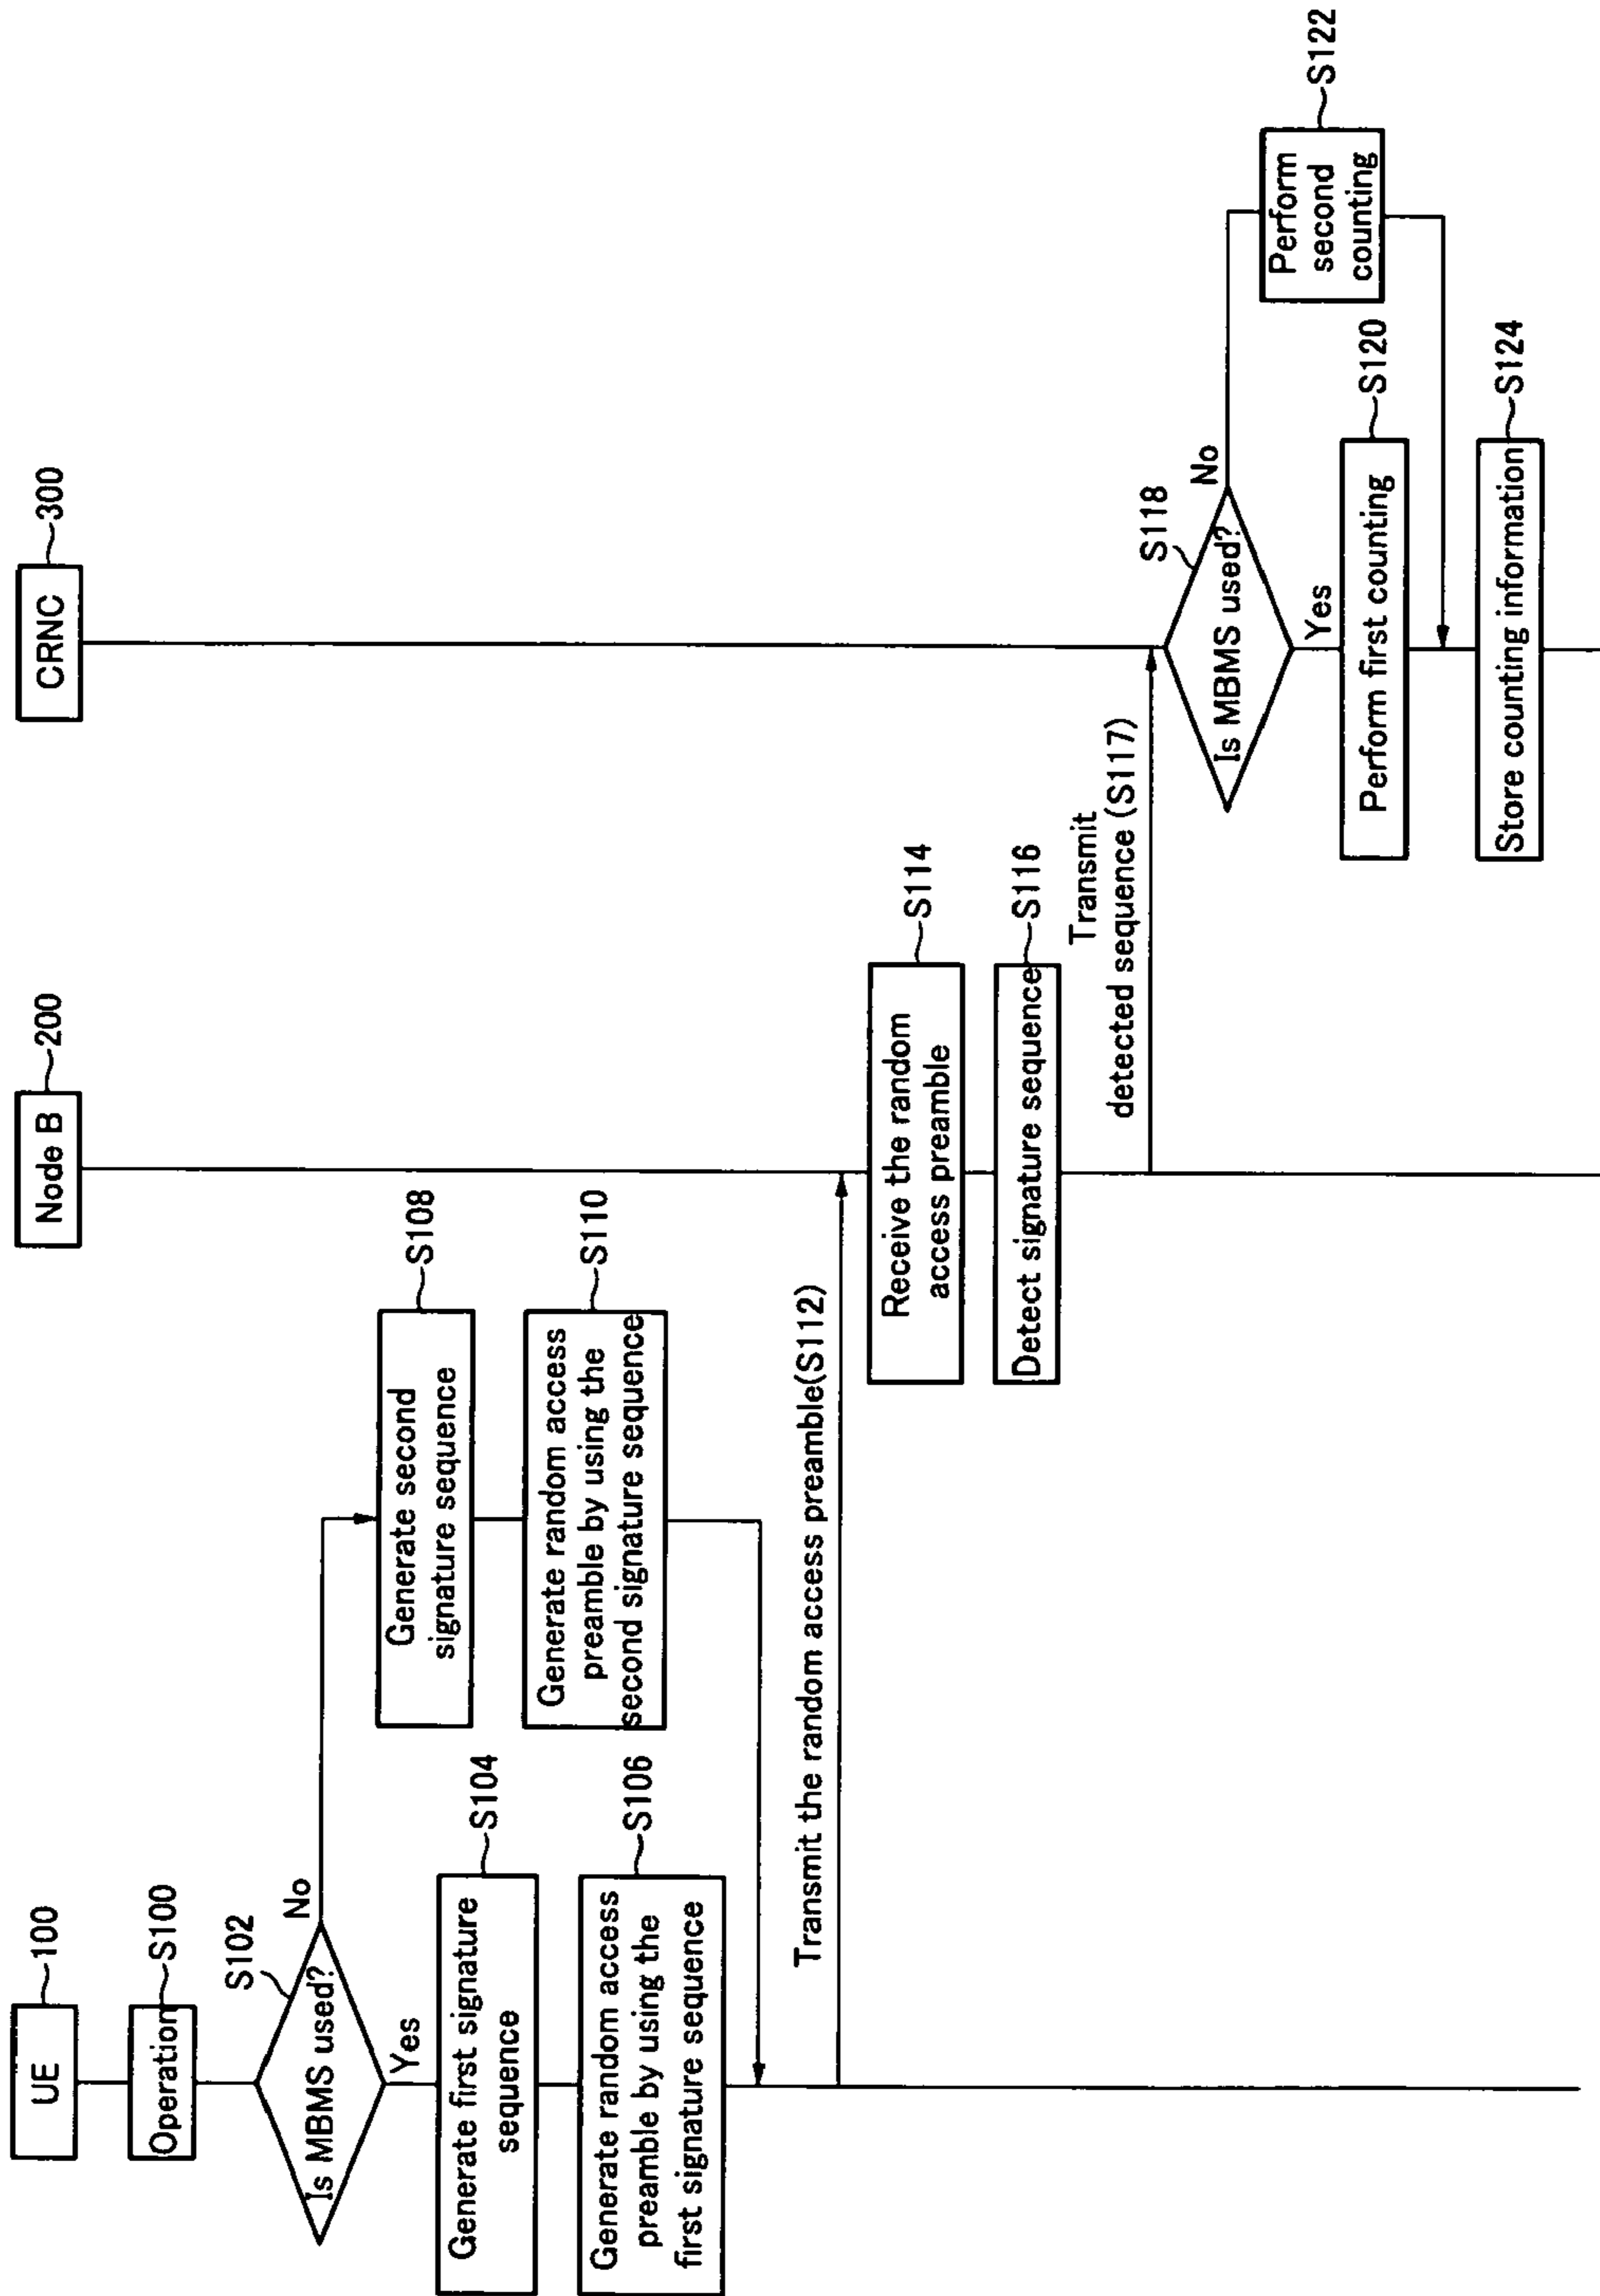 UE
100
Operation
S100
Is MBMS used?
S102
No
Yes
Generate first signature
sequence
S104
Generate random access
preamble by using the
first signature sequence
S106
Generate second
signature sequence
S108
Generate random access
preamble by using the
second signature sequence
S110
Transmit the random access preamble(S112)
Node B
200
Receive the random
access preamble
S114
Detect signature sequence
S116
Transmit
detected sequence (S117)
CRNC
300
Is MBMS used?
S118
No
Yes
Perform first counting
S120
Perform
second
counting
S122
Store counting information
S124